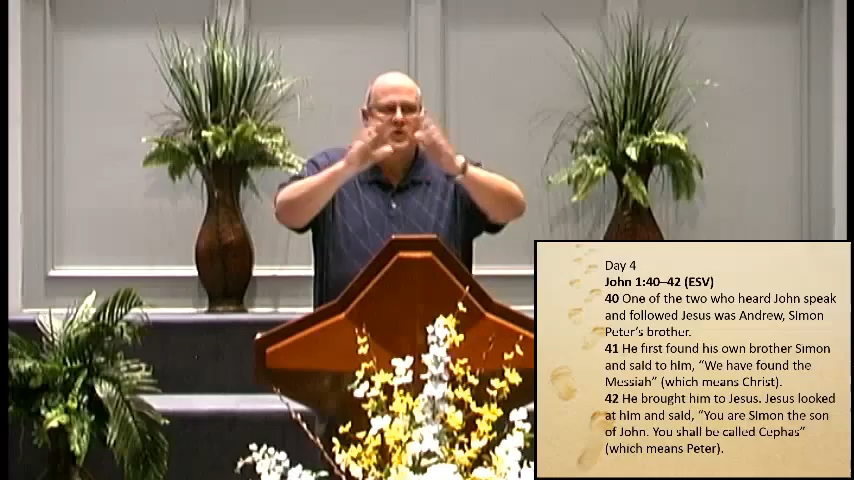 Day 4
John 1:40–42 (ESV)
40 One of the two who heard John speak
and followed Jesus was Andrew, Simon
Peter's brother.
41 He first found his own brother Simon
and said to him, "We have found the
Messiah" (which means Christ).
42 He brought him to Jesus. Jesus looked
at him and said, "You are Simon the son
of John. You shall be called Cephas"
(which means Peter).